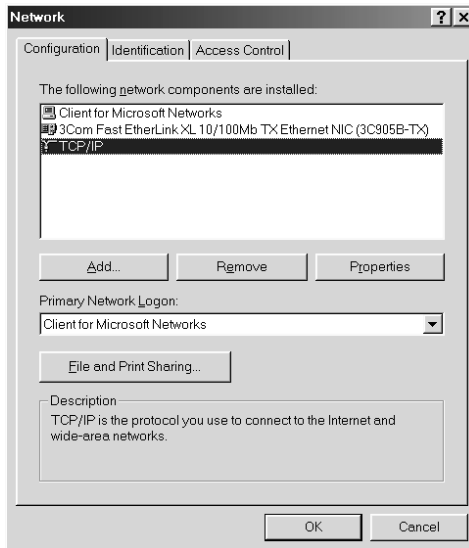 Network
? x
Configuration Identification Access Control
The following network components are installed:
Client for Microsoft Networks
3Com Fast EtherLink XL 10/100Mb TX Ethernet NIC (3C905B-TX)
TCP/IP
Add... Remove Properties
Primary Network Logon:
Client for Microsoft Networks
File and Print Sharing...
Description
TCP/IP is the protocol you use to connect to the Internet and
wide-area networks.
OK Cancel